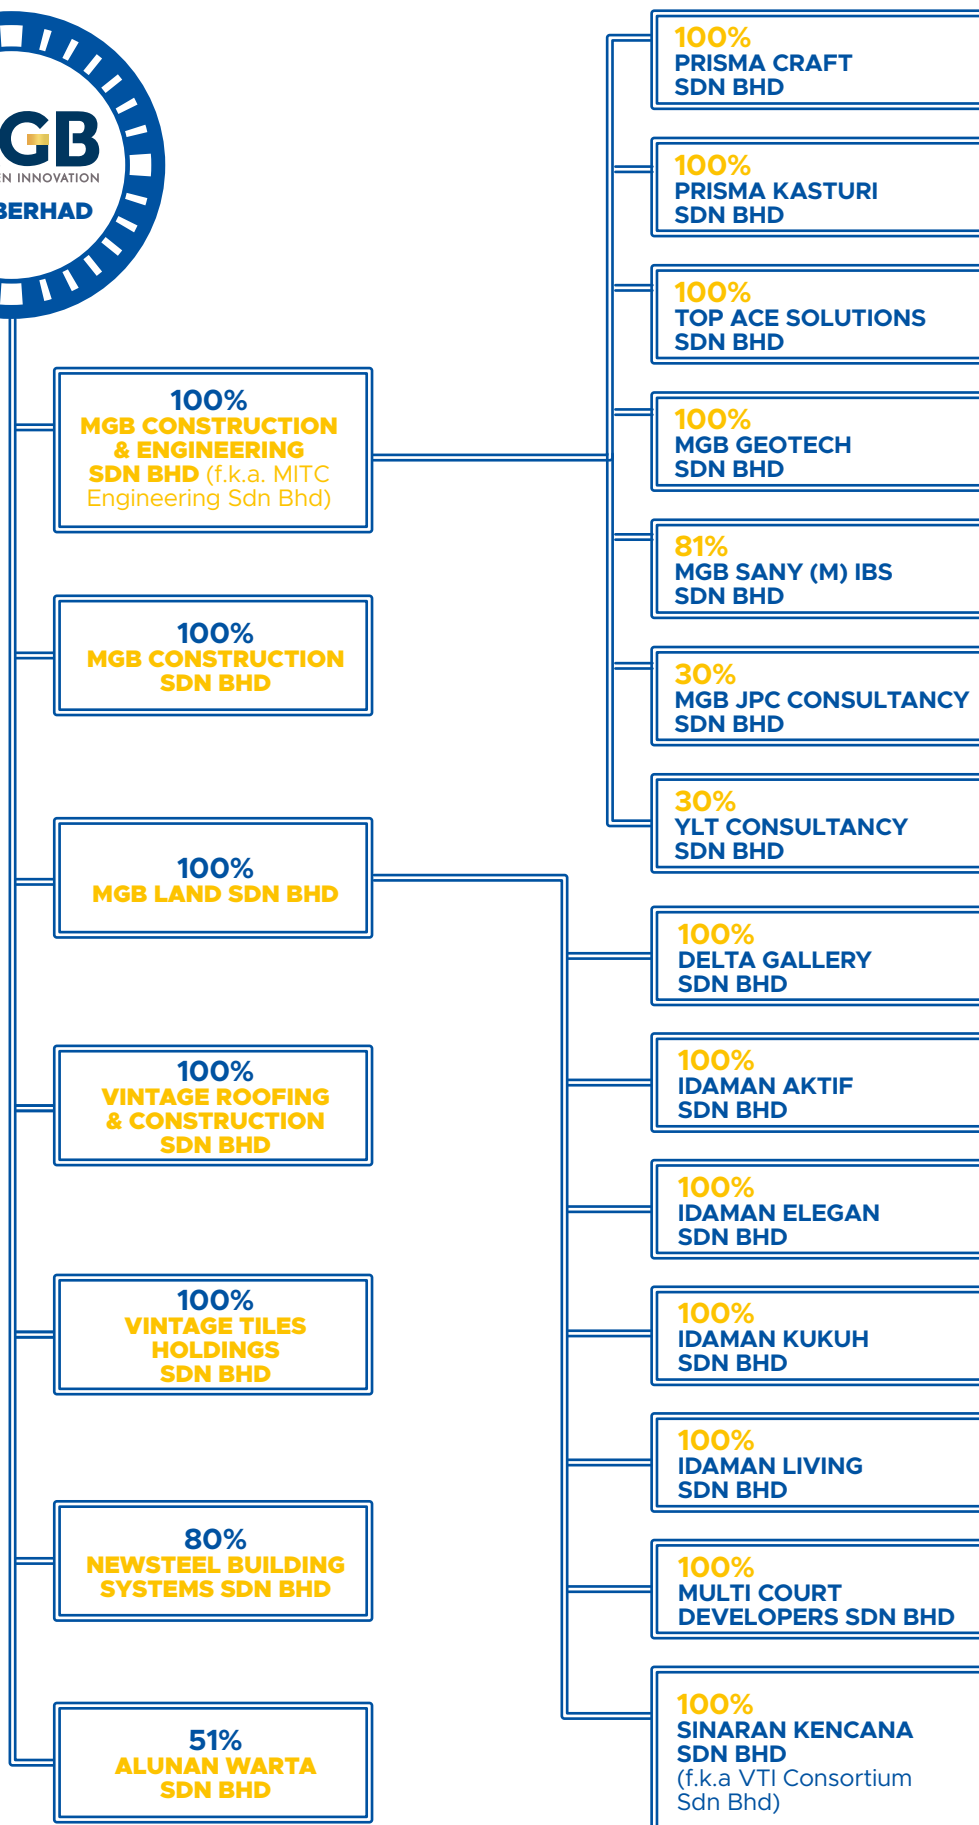 GB
EN INNOVATION
BERHAD
100%
MGB CONSTRUCTION
& ENGINEERING
SDN BHD (f.k.a. MITC
Engineering Sdn Bhd)
100%
MGB CONSTRUCTION
SDN BHD
100%
MGB LAND SDN BHD
100%
VINTAGE ROOFING
& CONSTRUCTION
SDN BHD
100%
VINTAGE TILES
HOLDINGS
SDN BHD
80%
NEWSTEEL BUILDING
SYSTEMS SDN BHD
51%
ALUNAN WARTA
SDN BHD
100%
PRISMA CRAFT
SDN BHD
100%
PRISMA KASTURI
SDN BHD
100%
TOP ACE SOLUTIONS
SDN BHD
100%
MGB GEOTECH
SDN BHD
81%
MGB SANY (M) IBS
SDN BHD
30%
MGB JPC CONSULTANCY
SDN BHD
30%
YLT CONSULTANCY
SDN BHD
100%
DELTA GALLERY
SDN BHD
100%
IDAMAN AKTIF
SDN BHD
100%
IDAMAN ELEGAN
SDN BHD
100%
IDAMAN KUKUH
SDN BHD
100%
IDAMAN LIVING
SDN BHD
100%
MULTI COURT
DEVELOPERS SDN BHD
100%
SINARAN KENCANA
SDN BHD
(f.k.a VTI Consortium
Sdn Bhd)